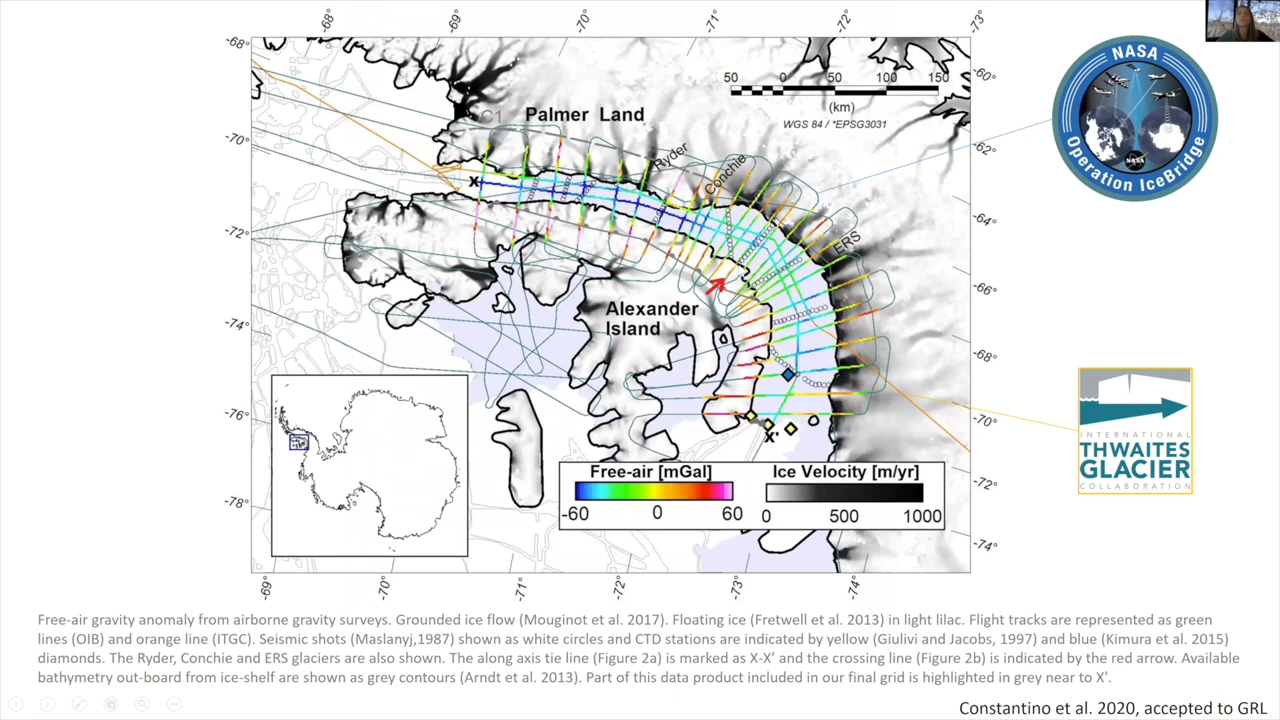 -68°
-69°
-70°
-71°
-72°
-73°
-68°
-70°
-72°
-74°
-76°
-78°
-60°
-62°
-64°
-66°
-68°
-70°
-72°
-74°
-69°
-70°
-71°
-72°
-73°
-74°
50 0 50 100 150
(km)
WGS 84 / *EPSG3031
C1
Palmer Land
Ryder
Conchie
ERS
X
Alexander
Island
X'
Free-air [mGal]
-60 0 60
Ice Velocity [m/yr]
0 500 1000
NASA
NASA
Operation IceBridge
INTERNATIONAL
THWAITES
GLACIER
COLLABORATION
Free-air gravity anomaly from airborne gravity surveys. Grounded ice flow (Mouginot et al. 2017). Floating ice (Fretwell et al. 2013) in light lilac. Flight tracks are represented as green
lines (OIB) and orange line (ITGC). Seismic shots (Maslanyj,1987) shown as white circles and CTD stations are indicated by yellow (Giulivi and Jacobs, 1997) and blue (Kimura et al. 2015)
diamonds. The Ryder, Conchie and ERS glaciers are also shown. The along axis tie line (Figure 2a) is marked as X-X’ and the crossing line (Figure 2b) is indicated by the red arrow. Available
bathymetry out-board from ice-shelf are shown as grey contours (Arndt et al. 2013). Part of this data product included in our final grid is highlighted in grey near to X'.
Constantino et al. 2020, accepted to GRL